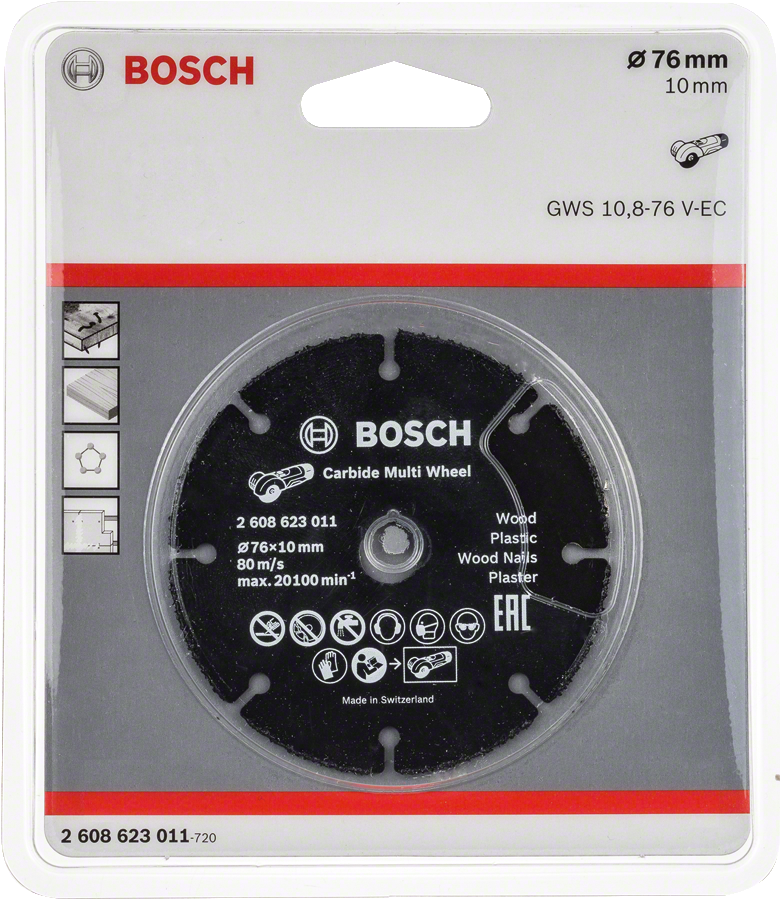 BOSCH
Ø 76 mm
10 mm
GWS 10,8-76 V-EC
BOSCH
Carbide Multi Wheel
2 608 623 011
Ø 76×10 mm
80 m/s
max. 20100 min⁻¹
Wood
Plastic
Wood Nails
Plaster
EAC
Made in Switzerland
2 608 623 011-720